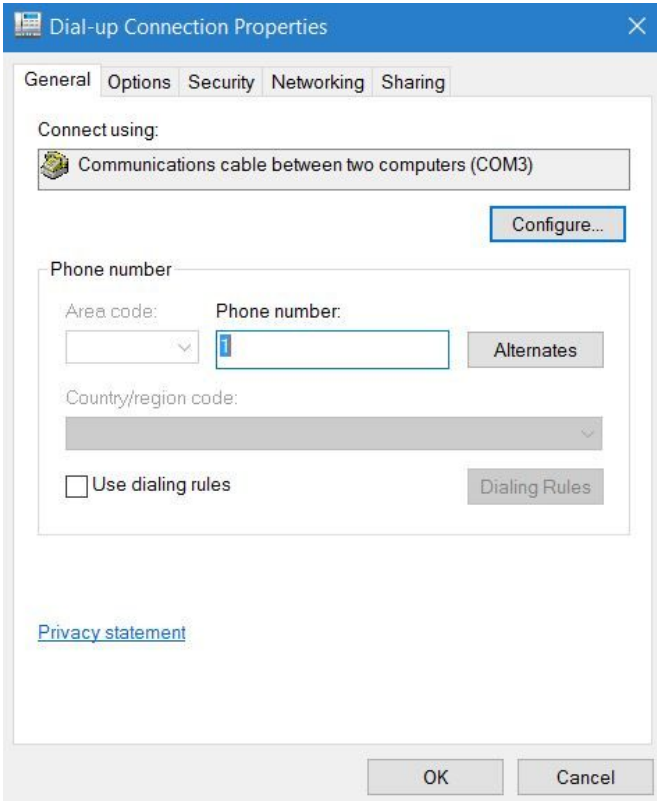 Dial-up Connection Properties
General Options Security Networking Sharing
Connect using:
Communications cable between two computers (COM3)
Configure...
Phone number
Area code: Phone number:
1 Alternates
Country/region code:
Use dialing rules Dialing Rules
Privacy statement
OK Cancel